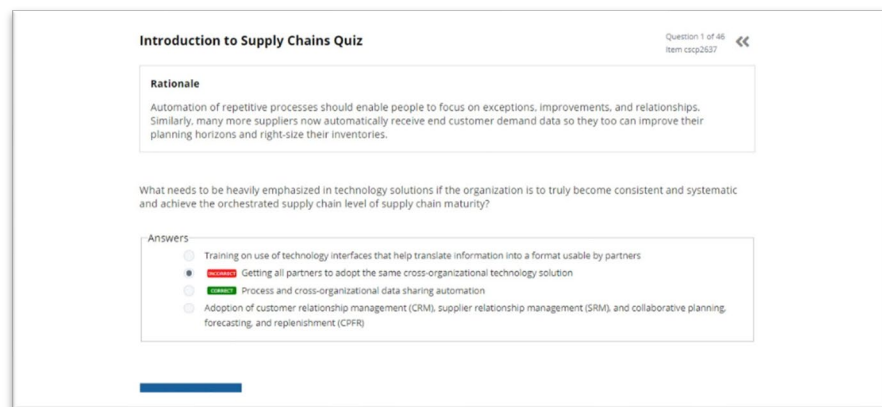 Introduction to Supply Chains Quiz
Question 1 of 46
Item cscp2637
Rationale
Automation of repetitive processes should enable people to focus on exceptions, improvements, and relationships.
Similarly, many more suppliers now automatically receive end customer demand data so they too can improve their
planning horizons and right-size their inventories.
What needs to be heavily emphasized in technology solutions if the organization is to truly become consistent and systematic
and achieve the orchestrated supply chain level of supply chain maturity?
Answers
Training on use of technology interfaces that help translate information into a format usable by partners
INCORRECT Getting all partners to adopt the same cross-organizational technology solution
CORRECT Process and cross-organizational data sharing automation
Adoption of customer relationship management (CRM), supplier relationship management (SRM), and collaborative planning,
forecasting, and replenishment (CPFR)